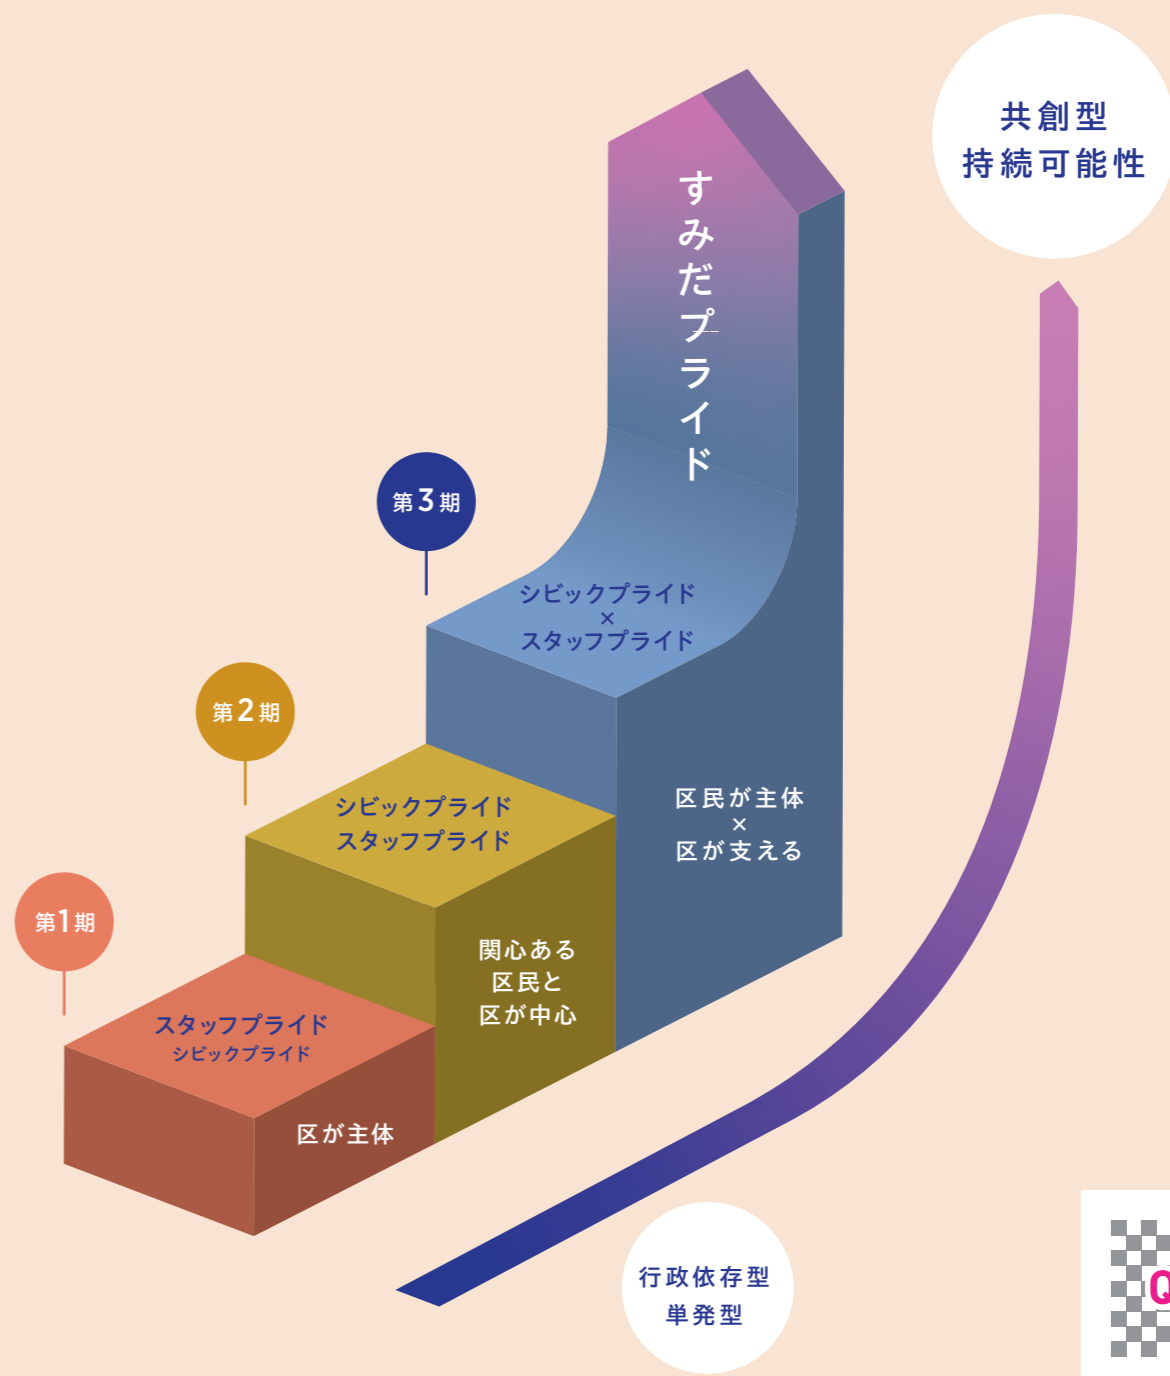 共創型
持続可能性
すみだプライド
第3期
シビックプライド
×
スタッフプライド
区民が主体
×
区が支える
第2期
シビックプライド
スタッフプライド
関心ある
区民と
区が中心
第1期
スタッフプライド
シビックプライド
区が主体
行政依存型
単発型